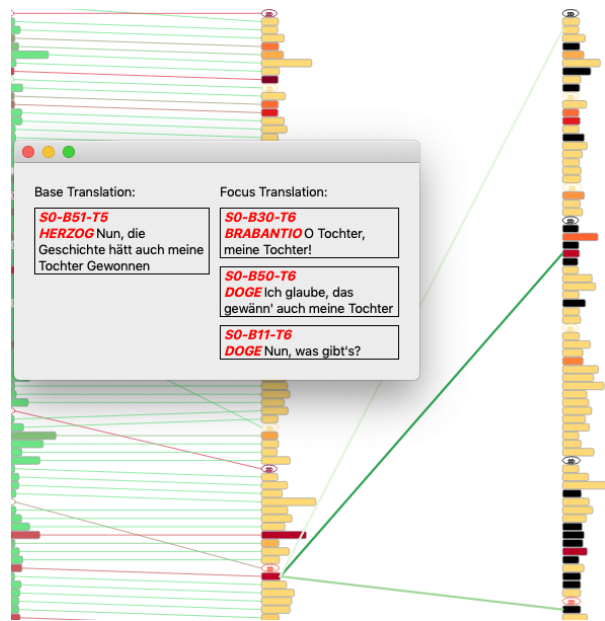 Base Translation:
S0-B51-T5
HERZOG Nun, die
Geschichte hätt auch meine
Tochter Gewonnen
Focus Translation:
S0-B30-T6
BRABANTIO O Tochter,
meine Tochter!
S0-B50-T6
DOGE Ich glaube, das
gewänn' auch meine Tochter
S0-B11-T6
DOGE Nun, was gibt's?